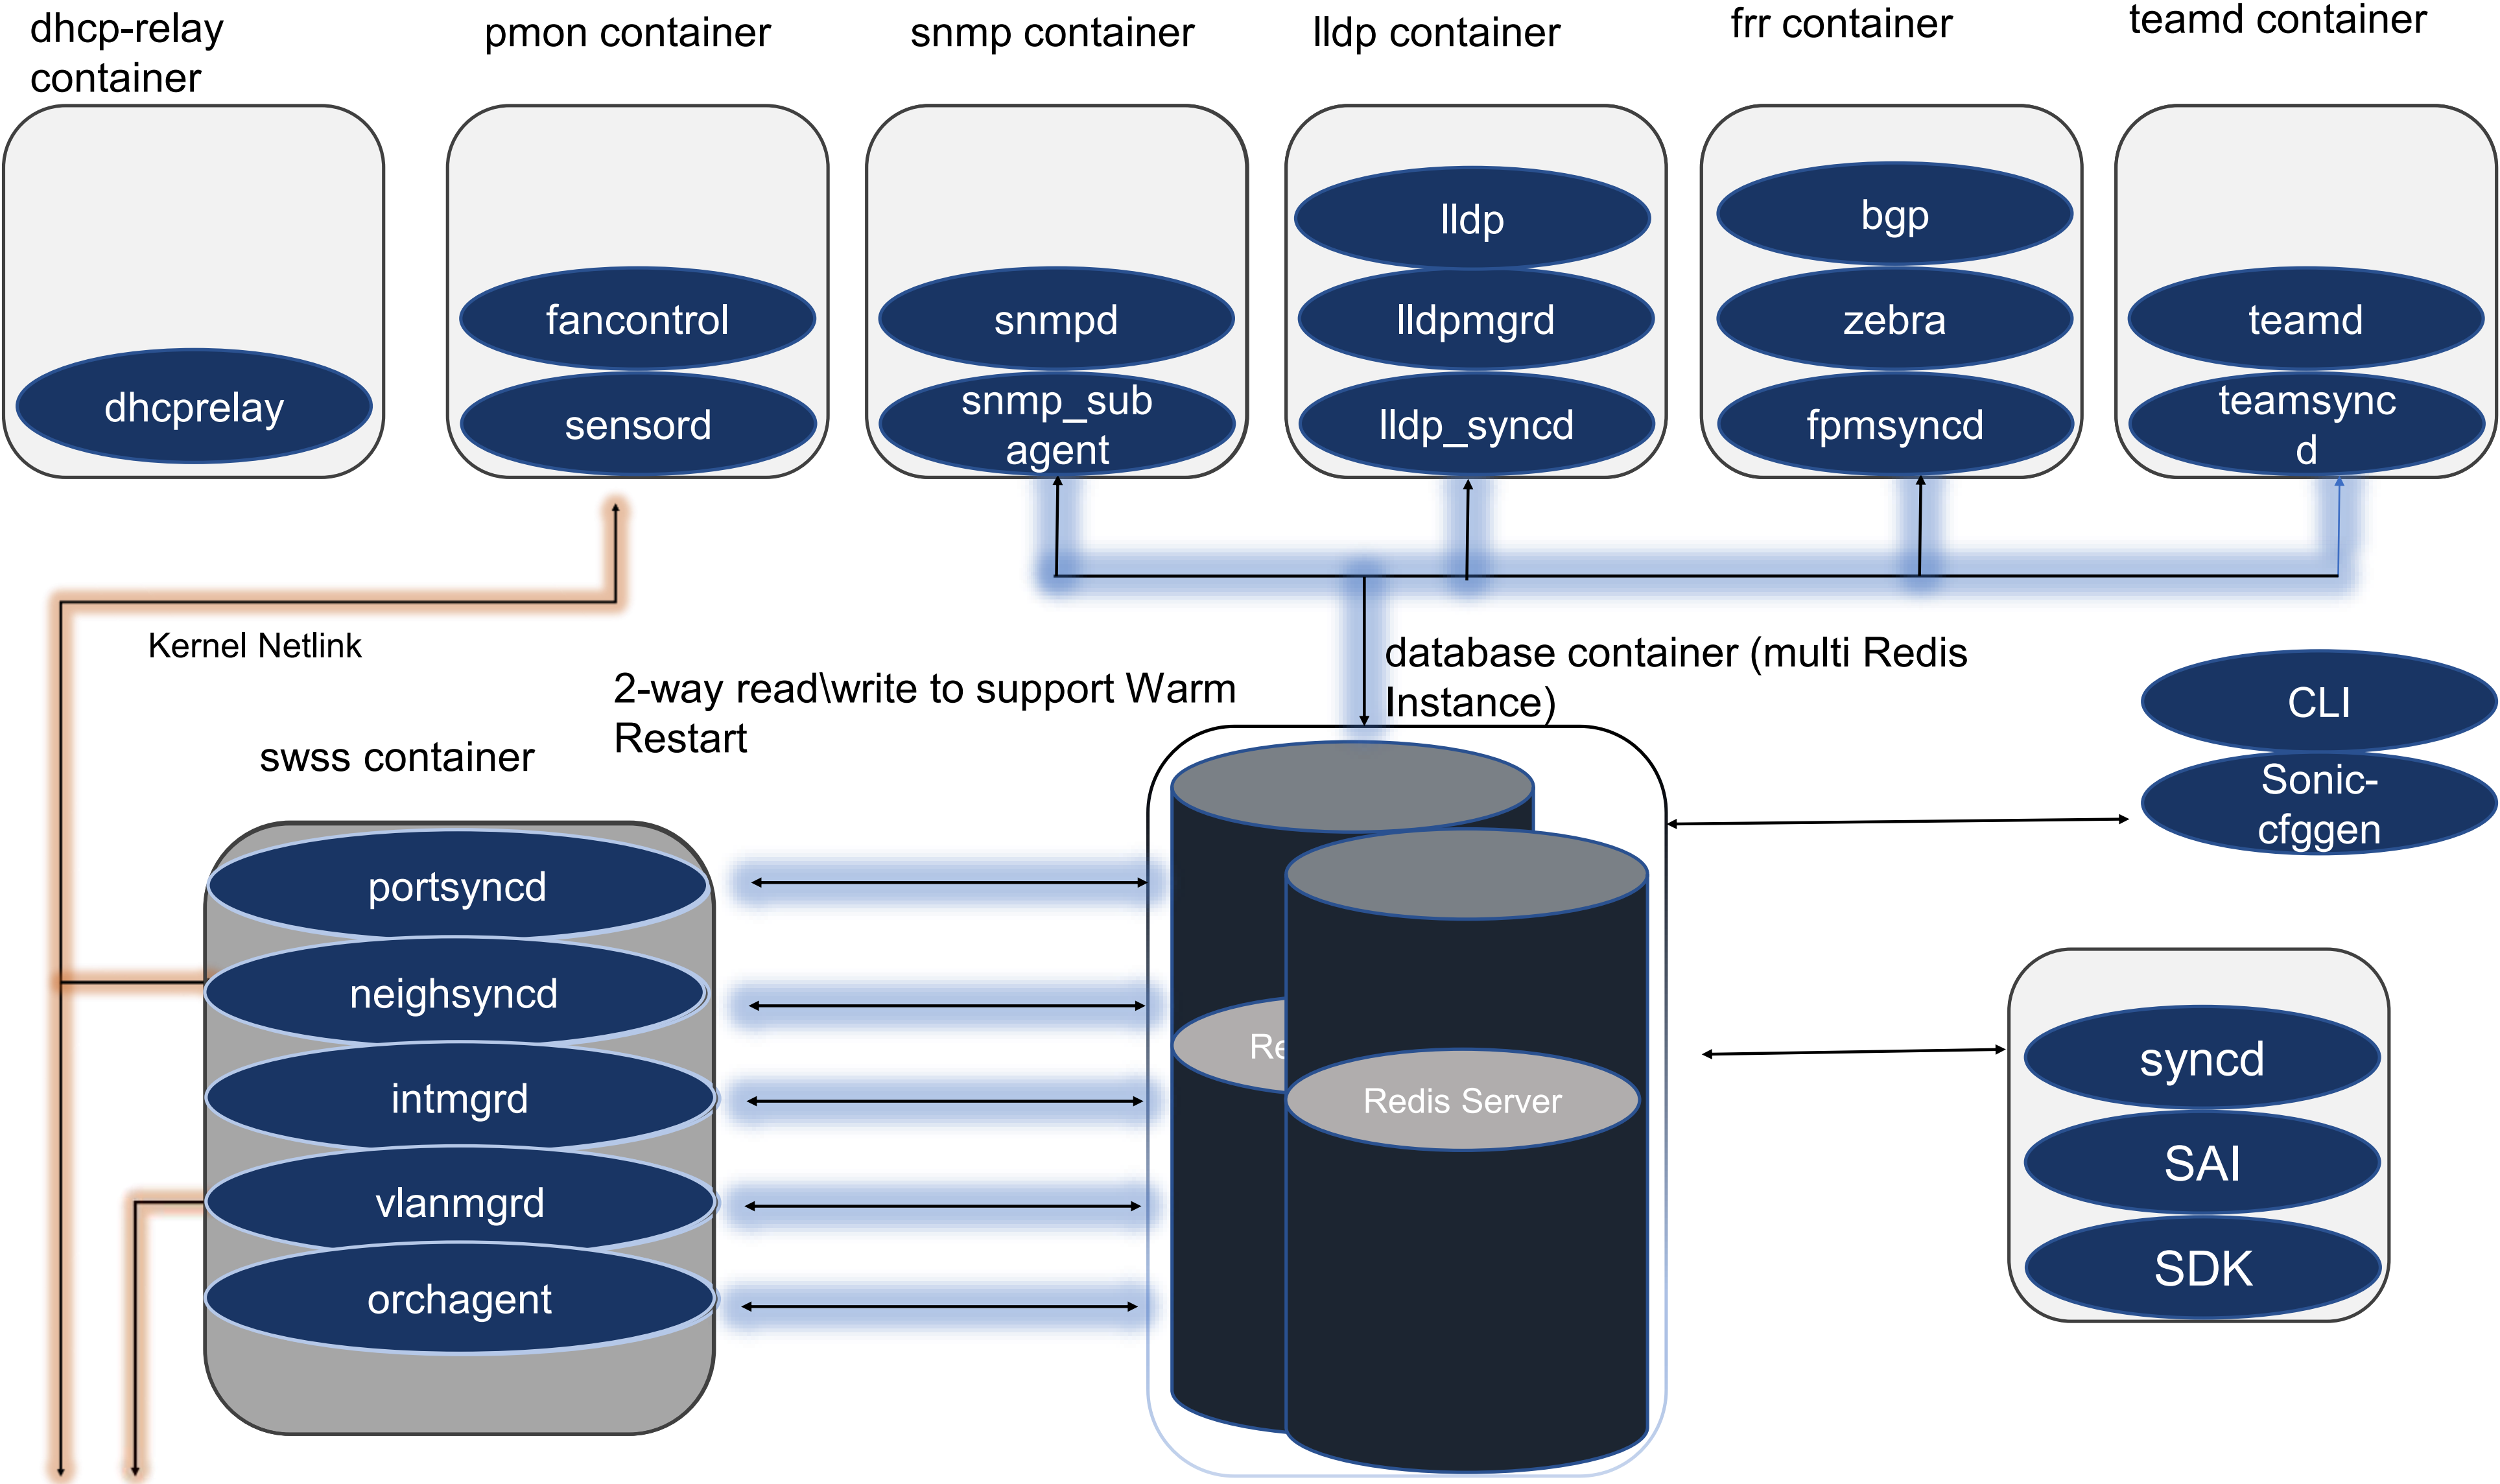 dhcp-relay
container
pmon container
snmp container
lldp container
frr container
teamd container
dhcprelay
fancontrol
sensord
snmpd
snmp_sub
agent
lldp
lldpmgrd
lldp_syncd
bgp
zebra
fpmsyncd
teamd
teamsync
d
Kernel Netlink
2-way read\write to support Warm
Restart
database container (multi Redis
Instance)
CLI
Sonic-
cfggen
swss container
portsyncd
neighsyncd
intmgrd
vlanmgrd
orchagent
Re
Redis Server
syncd
SAI
SDK